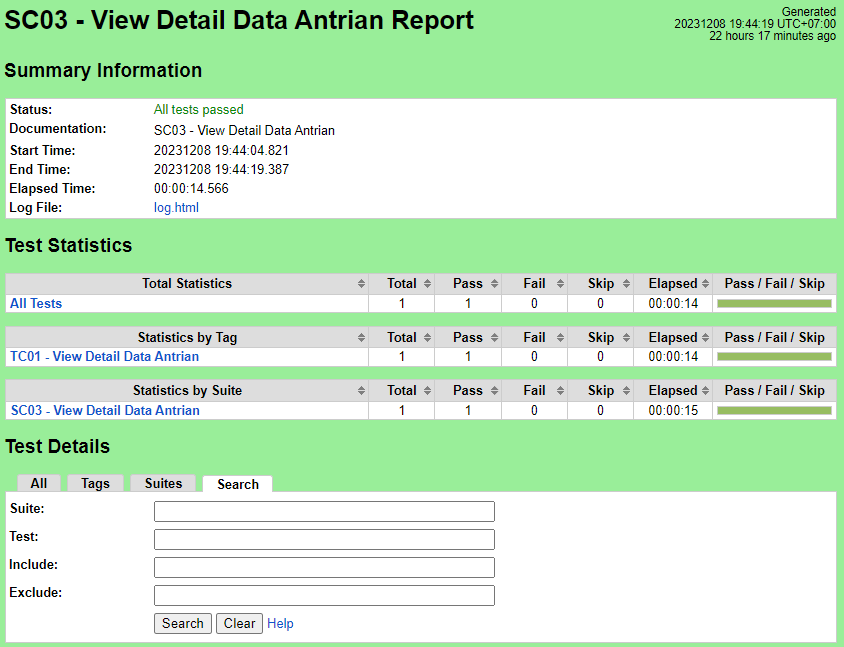 SC03 - View Detail Data Antrian Report
Generated
20231208 19:44:19 UTC+07:00
22 hours 17 minutes ago
Summary Information
Status: All tests passed
Documentation: SC03 - View Detail Data Antrian
Start Time: 20231208 19:44:04.821
End Time: 20231208 19:44:19.387
Elapsed Time: 00:00:14.566
Log File: log.html
Test Statistics
Total Statistics Total Pass Fail Skip Elapsed Pass / Fail / Skip
All Tests 1 1 0 0 00:00:14
Statistics by Tag Total Pass Fail Skip Elapsed Pass / Fail / Skip
TC01 - View Detail Data Antrian 1 1 0 0 00:00:14
Statistics by Suite Total Pass Fail Skip Elapsed Pass / Fail / Skip
SC03 - View Detail Data Antrian 1 1 0 0 00:00:15
Test Details
All Tags Suites Search
Suite:
Test:
Include:
Exclude:
Search Clear Help